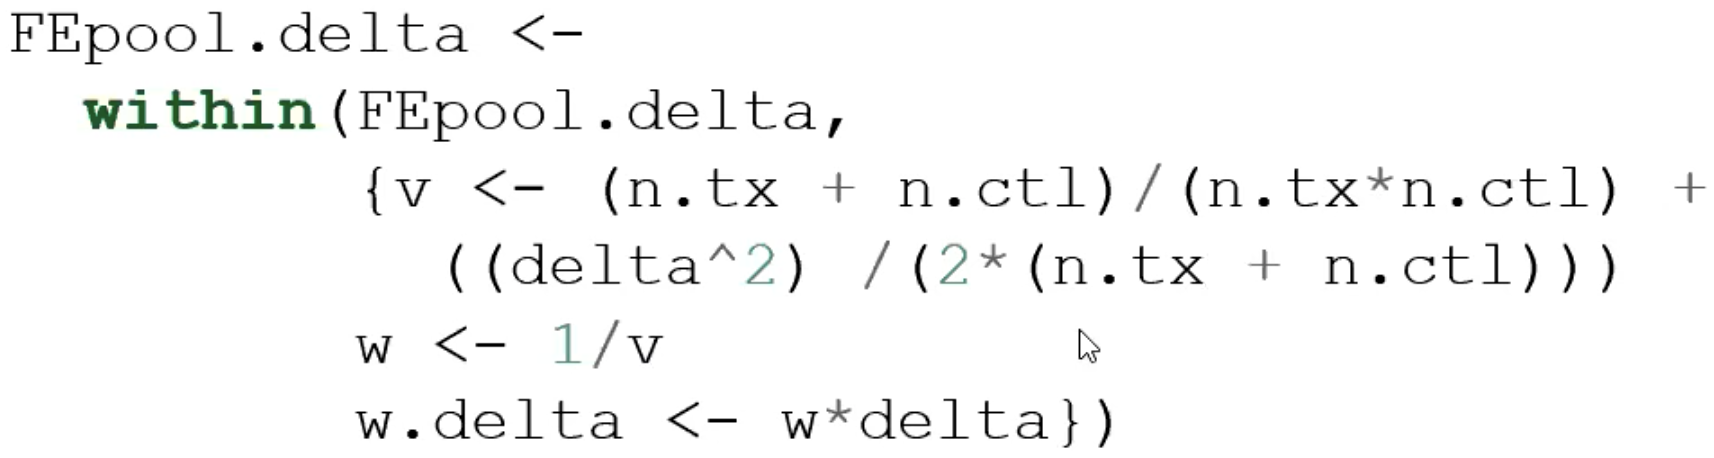 FEpool.delta <-
within(FEpool.delta,
{v <- (n.tx + n.ctl)/(n.tx*n.ctl) +
((delta^2) /(2*(n.tx + n.ctl)))
w <- 1/v
w.delta <- w*delta})